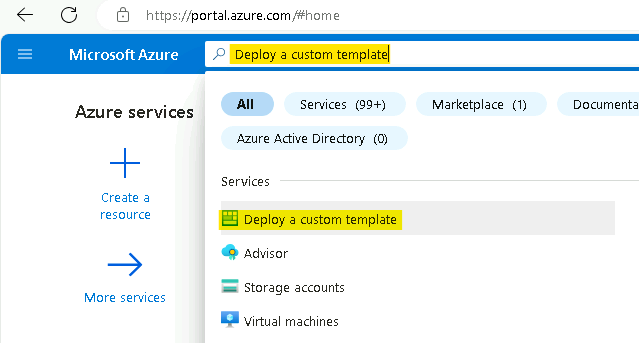 https://portal.azure.com/#home
Microsoft Azure
Deploy a custom template
Azure services
All
Services (99+)
Marketplace (1)
Documenta
Azure Active Directory (0)
Create a
resource
More services
Services
Deploy a custom template
Advisor
Storage accounts
Virtual machines